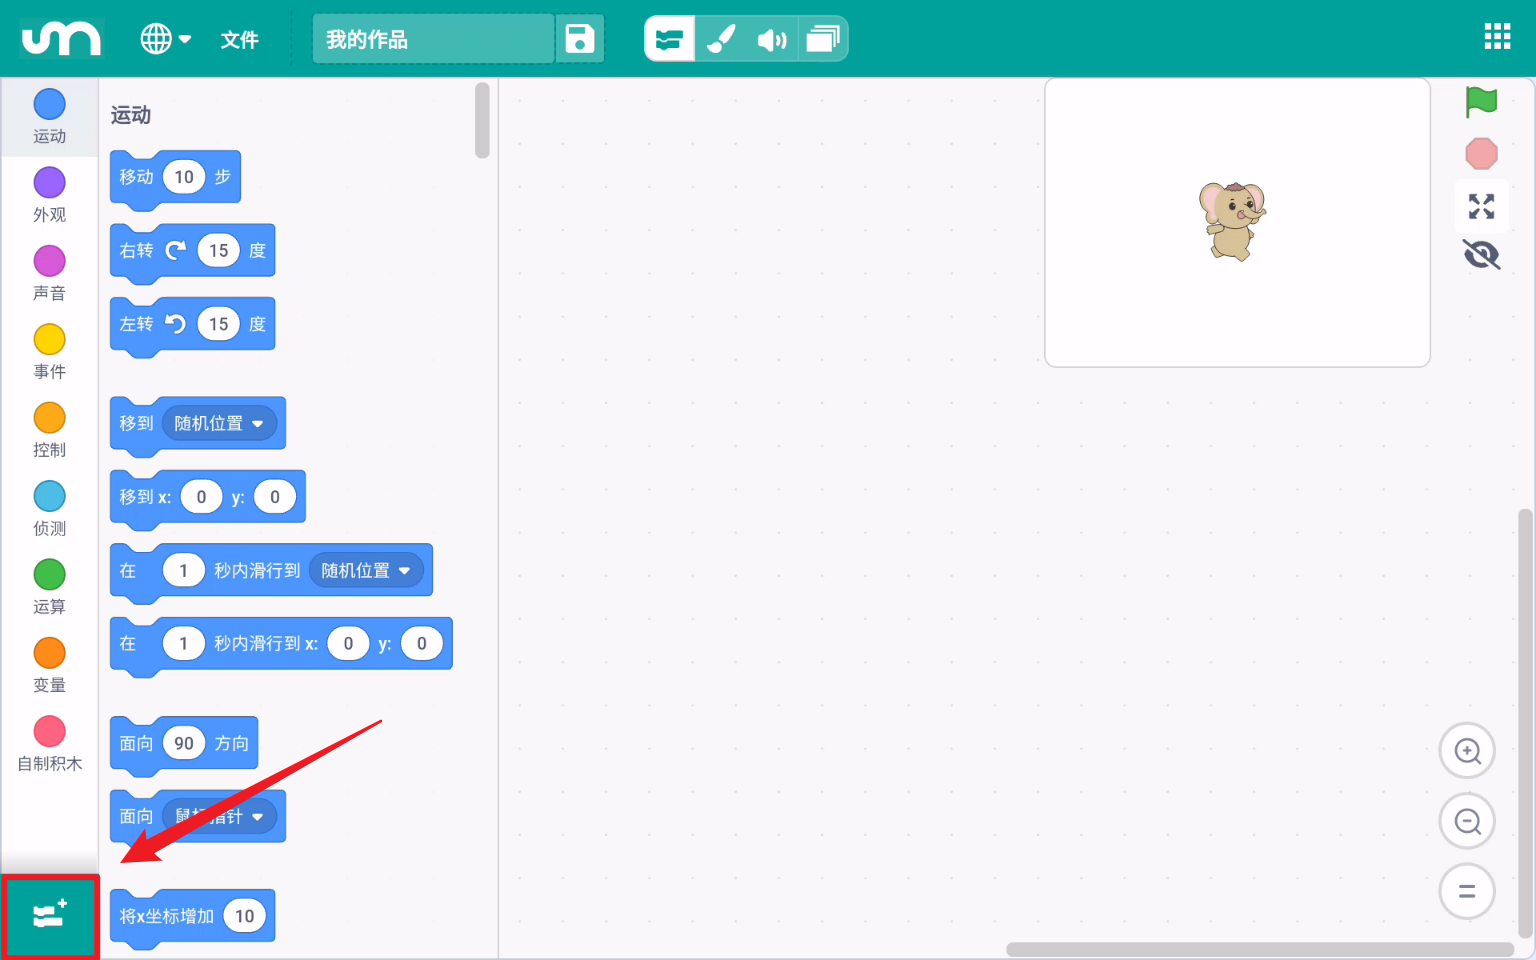 um
文件
我的作品
运动
外观
声音
事件
控制
侦测
运算
变量
自制积木
运动
移动 10 步
右转 15 度
左转 15 度
移到 随机位置
移到 x: 0 y: 0
在 1 秒内滑行到 随机位置
在 1 秒内滑行到 x: 0 y: 0
面向 90 方向
面向 鼠标指针
将x坐标增加 10